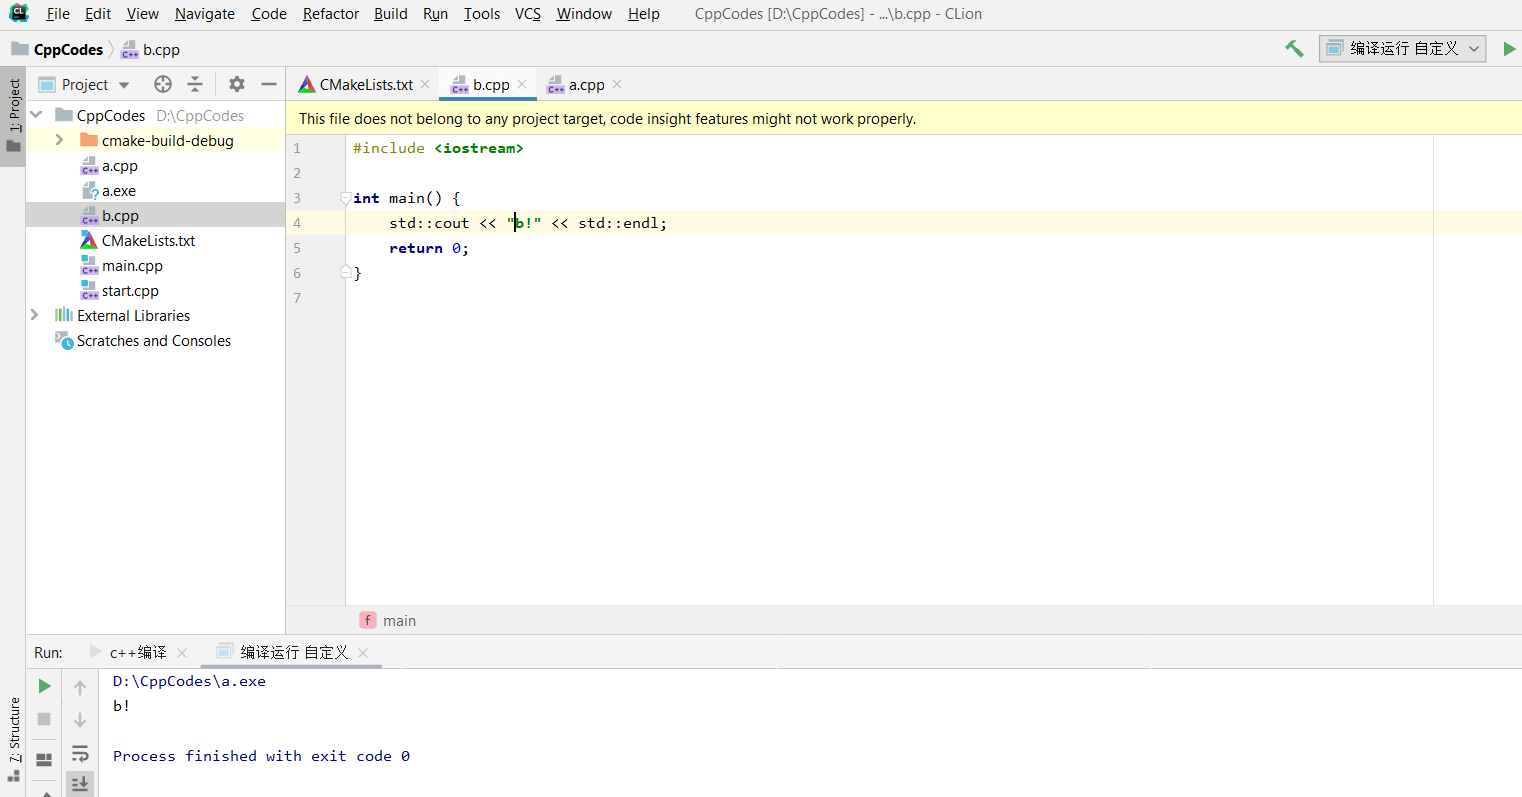 CL File Edit View Navigate Code Refactor Build Run Tools VCS Window Help CppCodes [D:\CppCodes] - ...\b.cpp - CLion
CppCodes b.cpp 编译运行 自定义
1: Project
Project
CMakeLists.txt b.cpp a.cpp
CppCodes D:\CppCodes
cmake-build-debug
a.cpp
a.exe
b.cpp
CMakeLists.txt
main.cpp
start.cpp
External Libraries
Scratches and Consoles
This file does not belong to any project target, code insight features might not work properly.
1 #include <iostream>
2
3 int main() {
4 std::cout << "b!" << std::endl;
5 return 0;
6 }
7
f main
Run: c++编译 编译运行 自定义
7: Structure
D:\CppCodes\a.exe
b!
Process finished with exit code 0